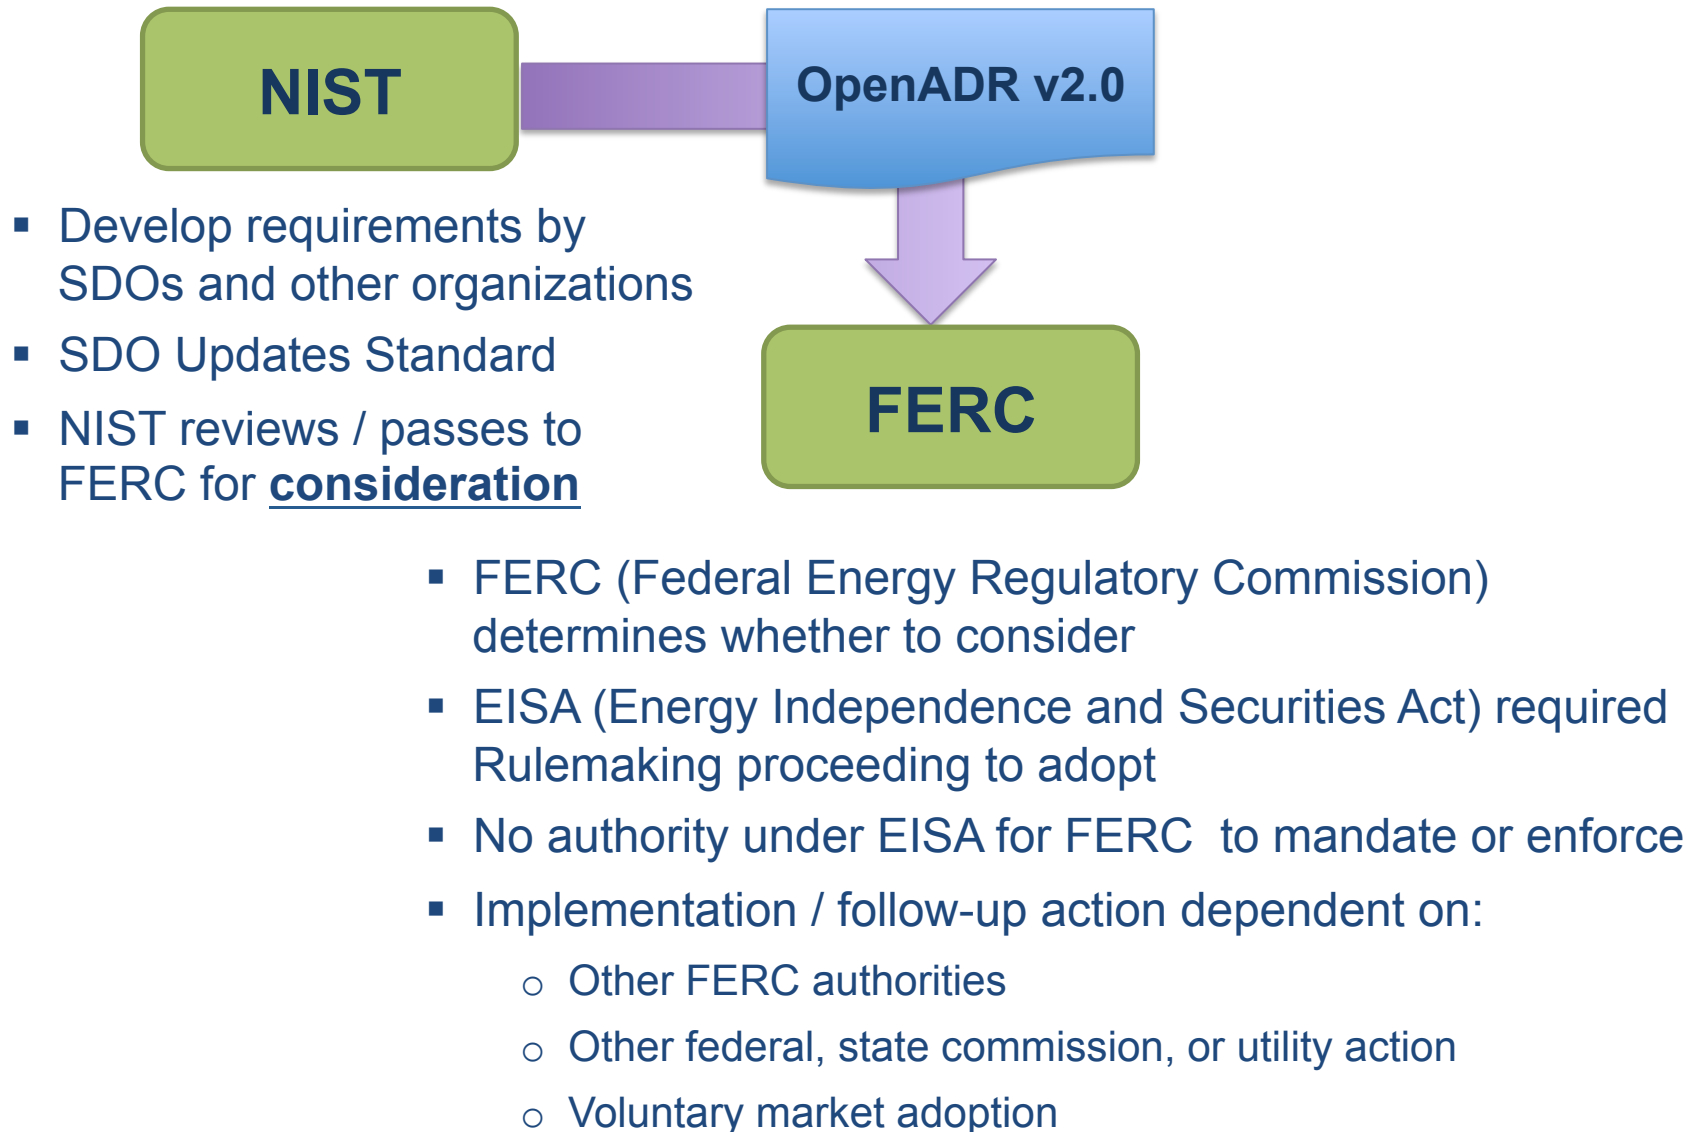 NIST
OpenADR v2.0
▪ Develop requirements by
SDOs and other organizations
▪ SDO Updates Standard
▪ NIST reviews / passes to
FERC for consideration
FERC
▪ FERC (Federal Energy Regulatory Commission)
determines whether to consider
▪ EISA (Energy Independence and Securities Act) required
Rulemaking proceeding to adopt
▪ No authority under EISA for FERC  to mandate or enforce
▪ Implementation / follow-up action dependent on:
o Other FERC authorities
o Other federal, state commission, or utility action
o Voluntary market adoption